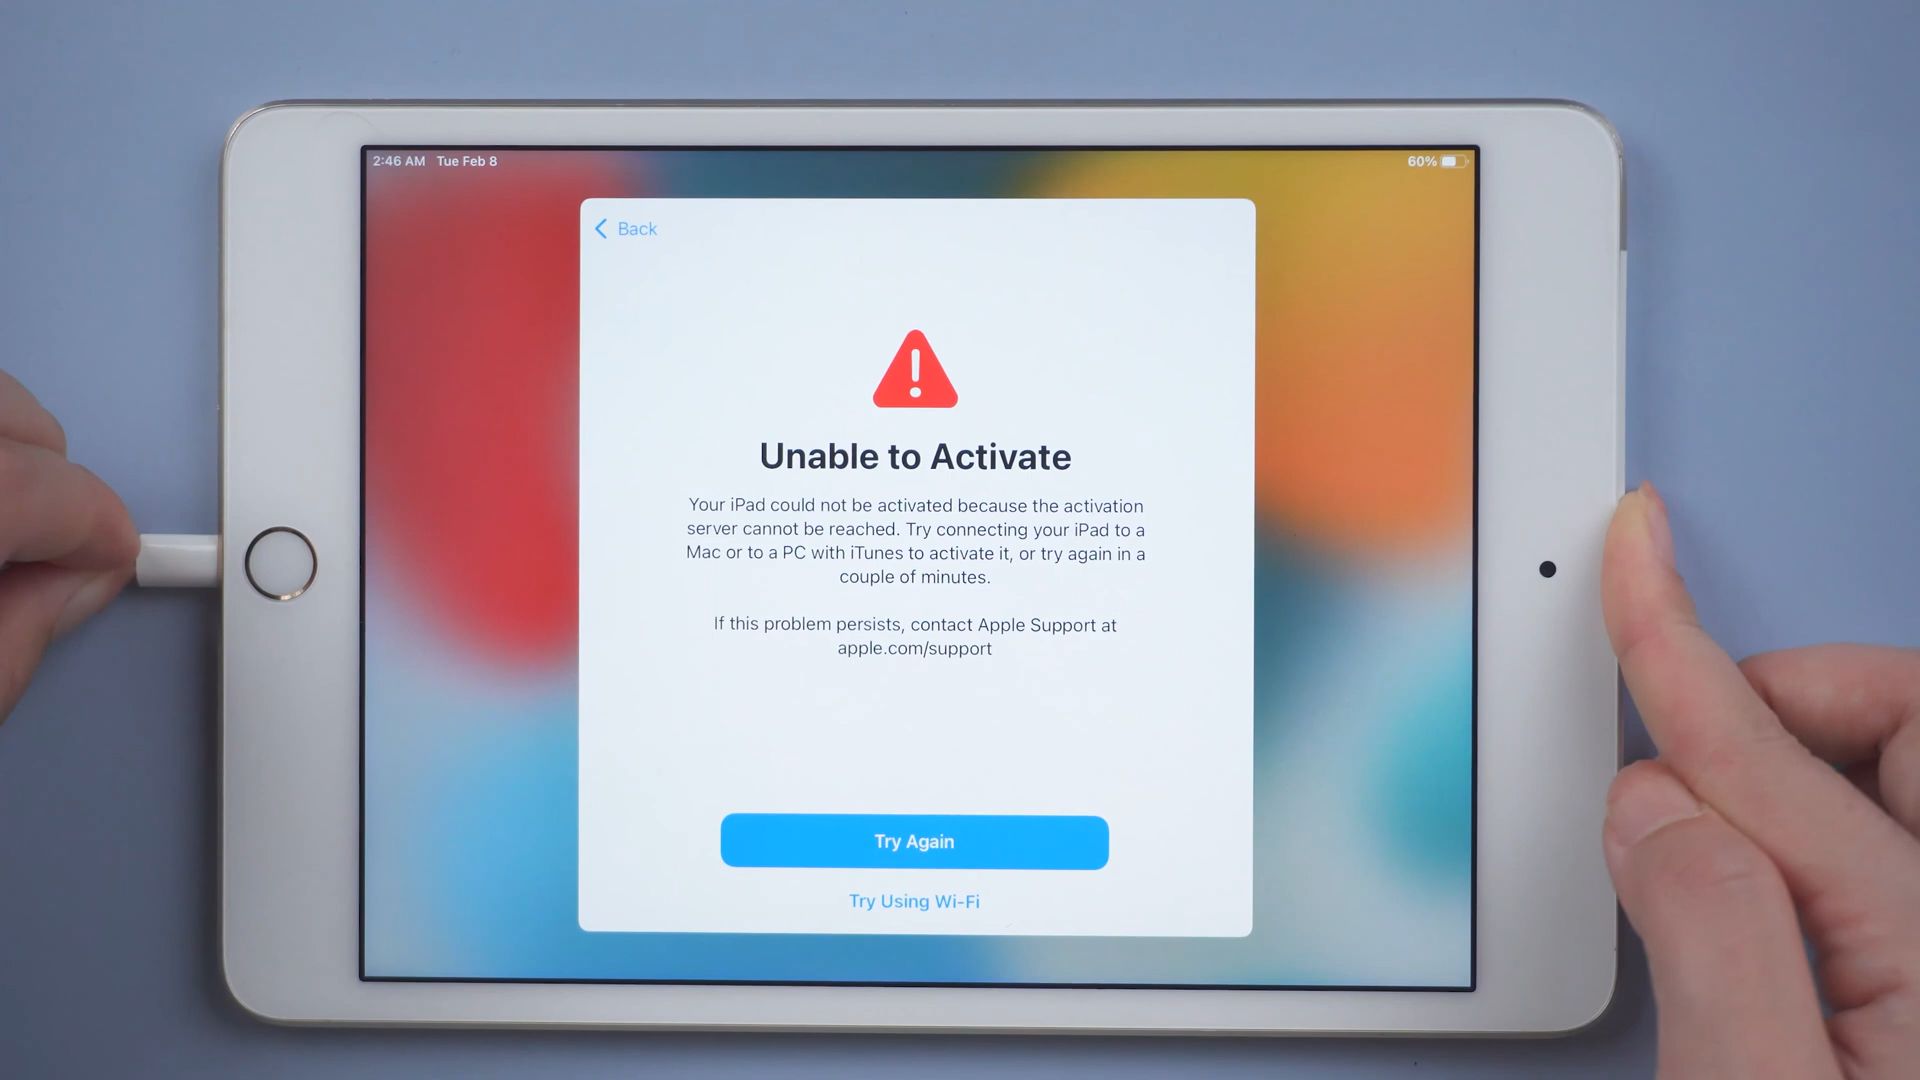 2:46 AM Tue Feb 8
60%
Back
Unable to Activate
Your iPad could not be activated because the activation
server cannot be reached. Try connecting your iPad to a
Mac or to a PC with iTunes to activate it, or try again in a
couple of minutes.
If this problem persists, contact Apple Support at
apple.com/support
Try Again
Try Using Wi-Fi